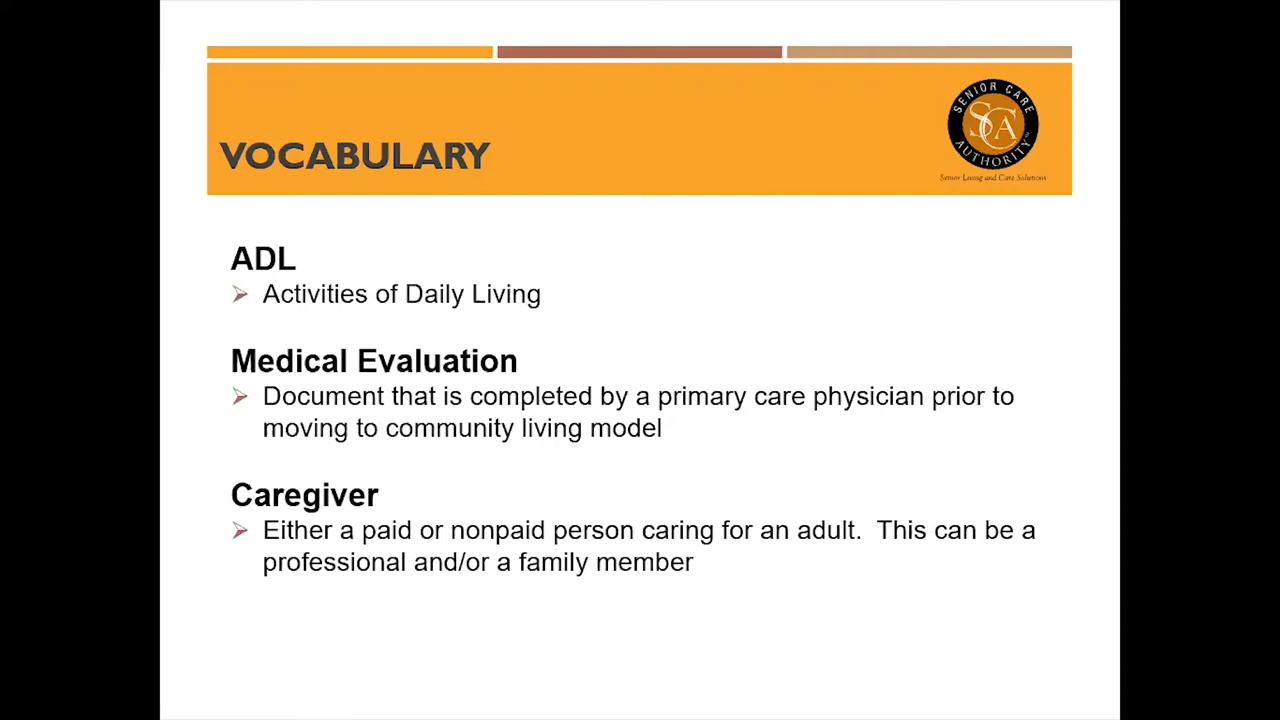 VOCABULARY
SENIOR CARE
SCA
AUTHORITY
Senior Living and Care Solutions
ADL
Activities of Daily Living
Medical Evaluation
Document that is completed by a primary care physician prior to
moving to community living model
Caregiver
Either a paid or nonpaid person caring for an adult.  This can be a
professional and/or a family member